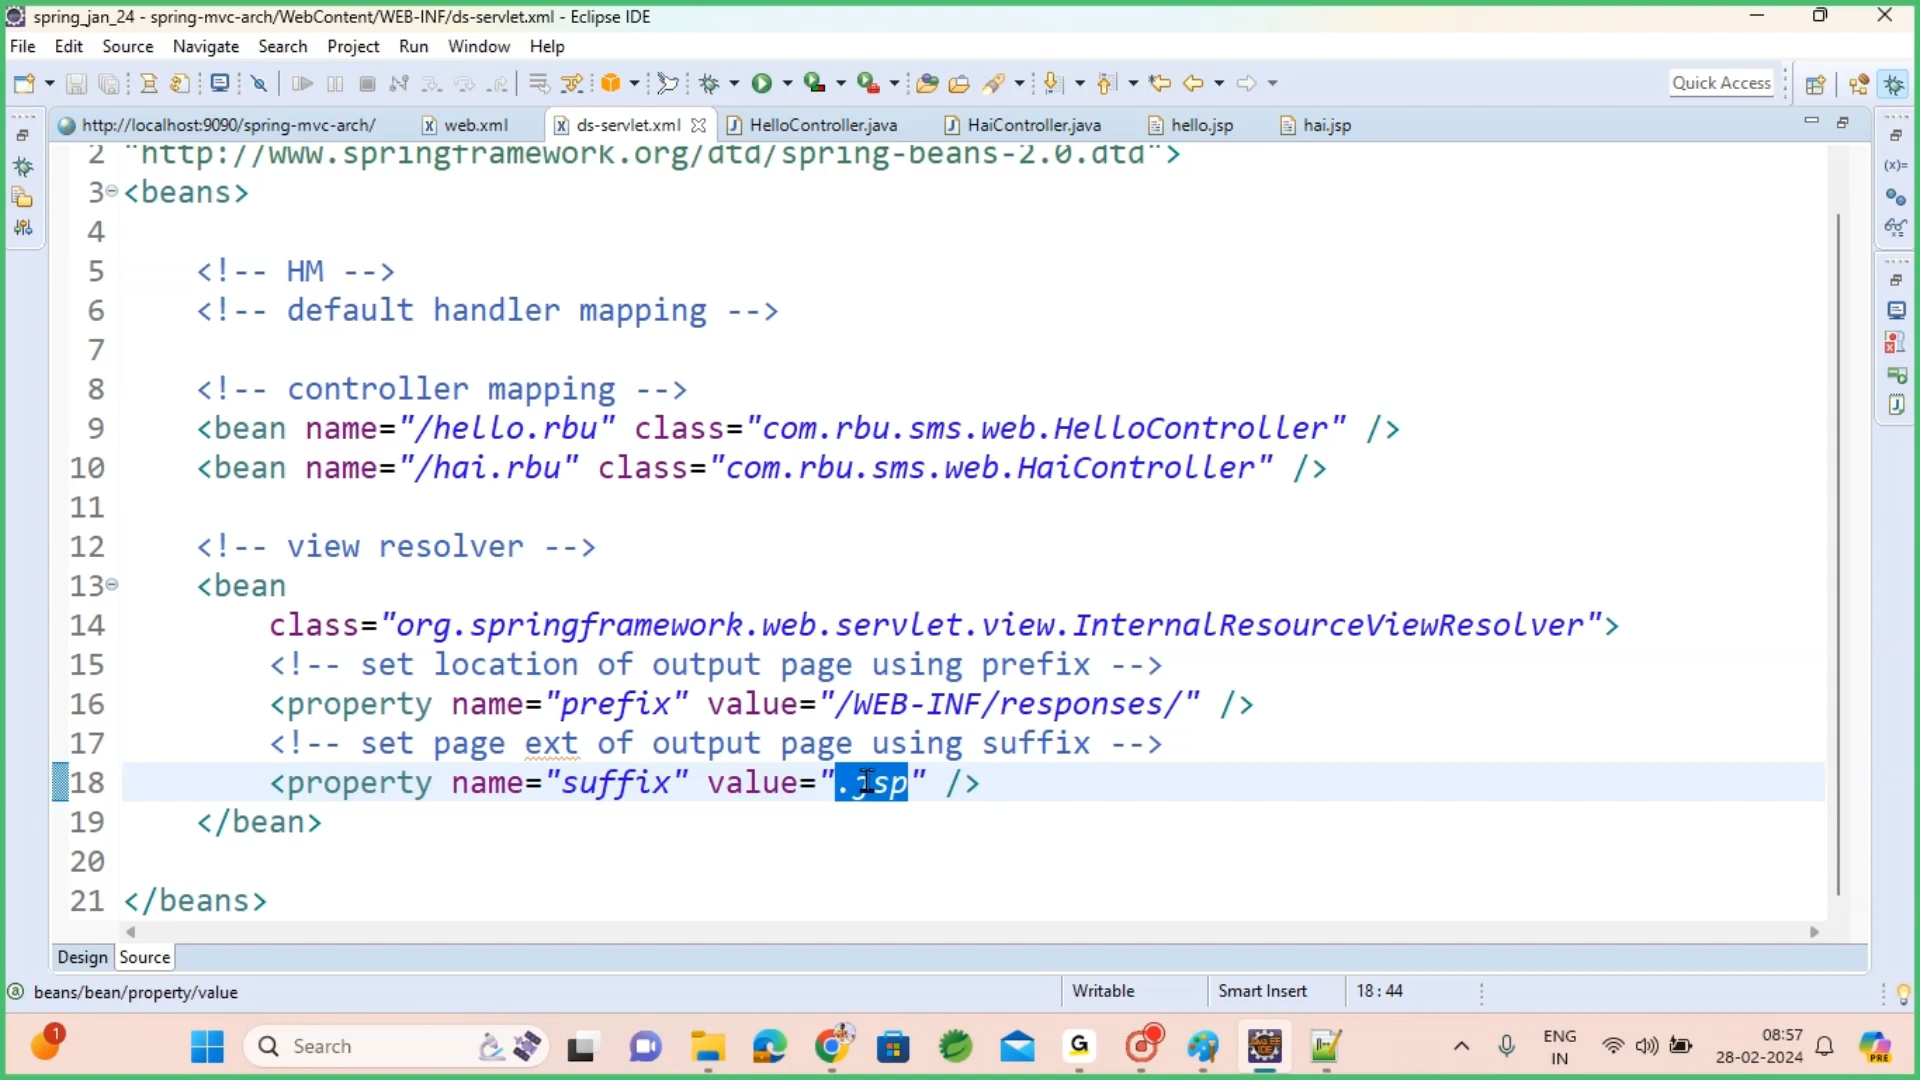 spring_jan_24 - spring-mvc-arch/WebContent/WEB-INF/ds-servlet.xml - Eclipse IDE
File Edit Source Navigate Search Project Run Window Help
Quick Access
http://localhost:9090/spring-mvc-arch/ web.xml ds-servlet.xml HelloController.java HaiController.java hello.jsp hai.jsp
2 "http://www.springframework.org/dtd/spring-beans-2.0.dtd">
3 <beans>
4
5 <!-- HM -->
6 <!-- default handler mapping -->
7
8 <!-- controller mapping -->
9 <bean name="/hello.rbu" class="com.rbu.sms.web.HelloController" />
10 <bean name="/hai.rbu" class="com.rbu.sms.web.HaiController" />
11
12 <!-- view resolver -->
13 <bean
14 class="org.springframework.web.servlet.view.InternalResourceViewResolver">
15 <!-- set location of output page using prefix -->
16 <property name="prefix" value="/WEB-INF/responses/" />
17 <!-- set page ext of output page using suffix -->
18 <property name="suffix" value=".jsp" />
19 </bean>
20
21 </beans>
Design Source
beans/bean/property/value Writable Smart Insert 18 : 44
1 Search ENG IN 08:57 28-02-2024 PRE